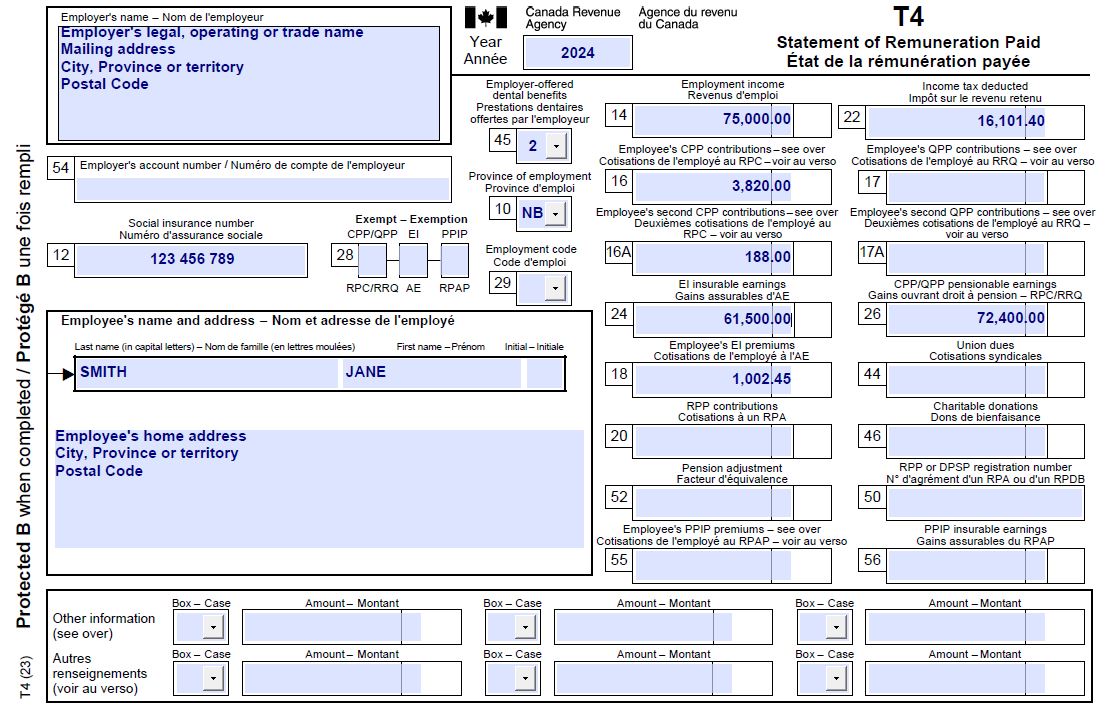 Employer's name – Nom de l'employeur
Employer's legal, operating or trade name
Mailing address
City, Province or territory
Postal Code
Canada Revenue Agency
Agence du revenu du Canada
Year
Année
2024
T4
Statement of Remuneration Paid
État de la rémunération payée
Employer-offered
dental benefits
Prestations dentaires
offertes par l'employeur
45 2
Employment income
Revenus d'emploi
14 75,000.00
Income tax deducted
Impôt sur le revenu retenu
22 16,101.40
54 Employer's account number / Numéro de compte de l'employeur
Province of employment
Province d'emploi
10 NB
Employee's CPP contributions – see over
Cotisations de l'employé au RPC – voir au verso
16 3,820.00
Employee's QPP contributions – see over
Cotisations de l'employé au RRQ – voir au verso
17
Social insurance number
Numéro d'assurance sociale
12 123 456 789
Exempt – Exemption
CPP/QPP EI PPIP
28
RPC/RRQ AE RPAP
Employment code
Code d'emploi
29
Employee's second CPP contributions – see over
Deuxièmes cotisations de l'employé au
RPC – voir au verso
16A 188.00
Employee's second QPP contributions – see over
Deuxièmes cotisations de l'employé au RRQ –
voir au verso
17A
EI insurable earnings
Gains assurables d'AE
24 61,500.00
CPP/QPP pensionable earnings
Gains ouvrant droit à pension – RPC/RRQ
26 72,400.00
Employee's name and address – Nom et adresse de l'employé
Last name (in capital letters) – Nom de famille (en lettres moulées) First name – Prénom Initial – Initiale
SMITH JANE
Employee's home address
City, Province or territory
Postal Code
Employee's EI premiums
Cotisations de l'employé à l'AE
18 1,002.45
Union dues
Cotisations syndicales
44
RPP contributions
Cotisations à un RPA
20
Charitable donations
Dons de bienfaisance
46
Pension adjustment
Facteur d'équivalence
52
RPP or DPSP registration number
N° d'agrément d'un RPA ou d'un RPDB
50
Employee's PPIP premiums – see over
Cotisations de l'employé au RPAP – voir au verso
55
PPIP insurable earnings
Gains assurables du RPAP
56
Other information
(see over)
Box – Case Amount – Montant Box – Case Amount – Montant Box – Case Amount – Montant
Autres
renseignements
(voir au verso)
Box – Case Amount – Montant Box – Case Amount – Montant Box – Case Amount – Montant
Protected B when completed / Protégé B une fois rempli
T4 (23)